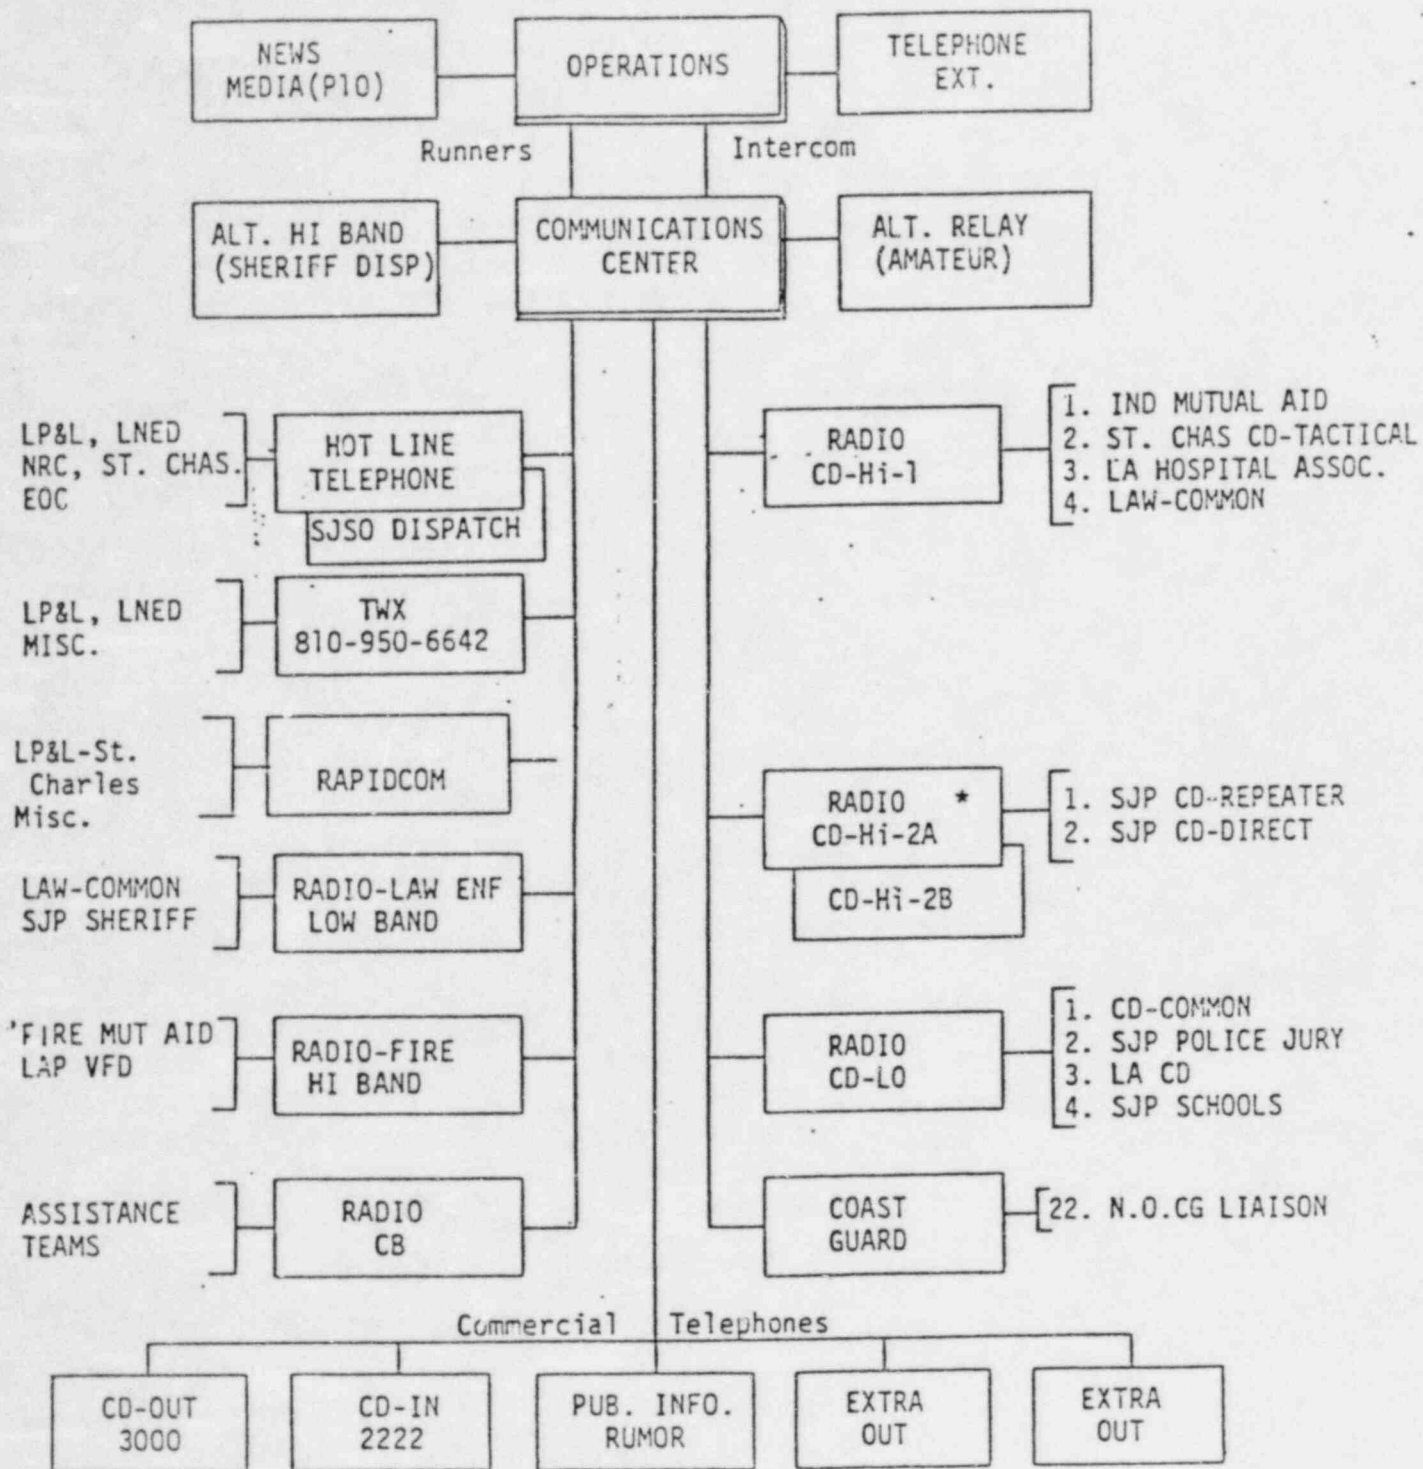 NEWS
MEDIA(PIO)
OPERATIONS
TELEPHONE
EXT.
Runners
Intercom
ALT. HI BAND
(SHERIFF DISP)
COMMUNICATIONS
CENTER
ALT. RELAY
(AMATEUR)
LP&L, LNED
NRC, ST. CHAS.
EOC
HOT LINE
TELEPHONE
SJSO DISPATCH
RADIO
CD-Hi-1
1. IND MUTUAL AID
2. ST. CHAS CD-TACTICAL
3. LA HOSPITAL ASSOC.
4. LAW-COMMON
LP&L, LNED
MISC.
TWX
810-950-6642
LP&L-St.
Charles
Misc.
RAPIDCOM
RADIO *
CD-Hi-2A
CD-Hi-2B
1. SJP CD-REPEATER
2. SJP CD-DIRECT
LAW-COMMON
SJP SHERIFF
RADIO-LAW ENF
LOW BAND
'FIRE MUT AID
LAP VFD
RADIO-FIRE
HI BAND
RADIO
CD-LO
1. CD-COMMON
2. SJP POLICE JURY
3. LA CD
4. SJP SCHOOLS
ASSISTANCE
TEAMS
RADIO
CB
COAST
GUARD
22. N.O.CG LIAISON
Commercial Telephones
CD-OUT
3000
CD-IN
2222
PUB. INFO.
RUMOR
EXTRA
OUT
EXTRA
OUT